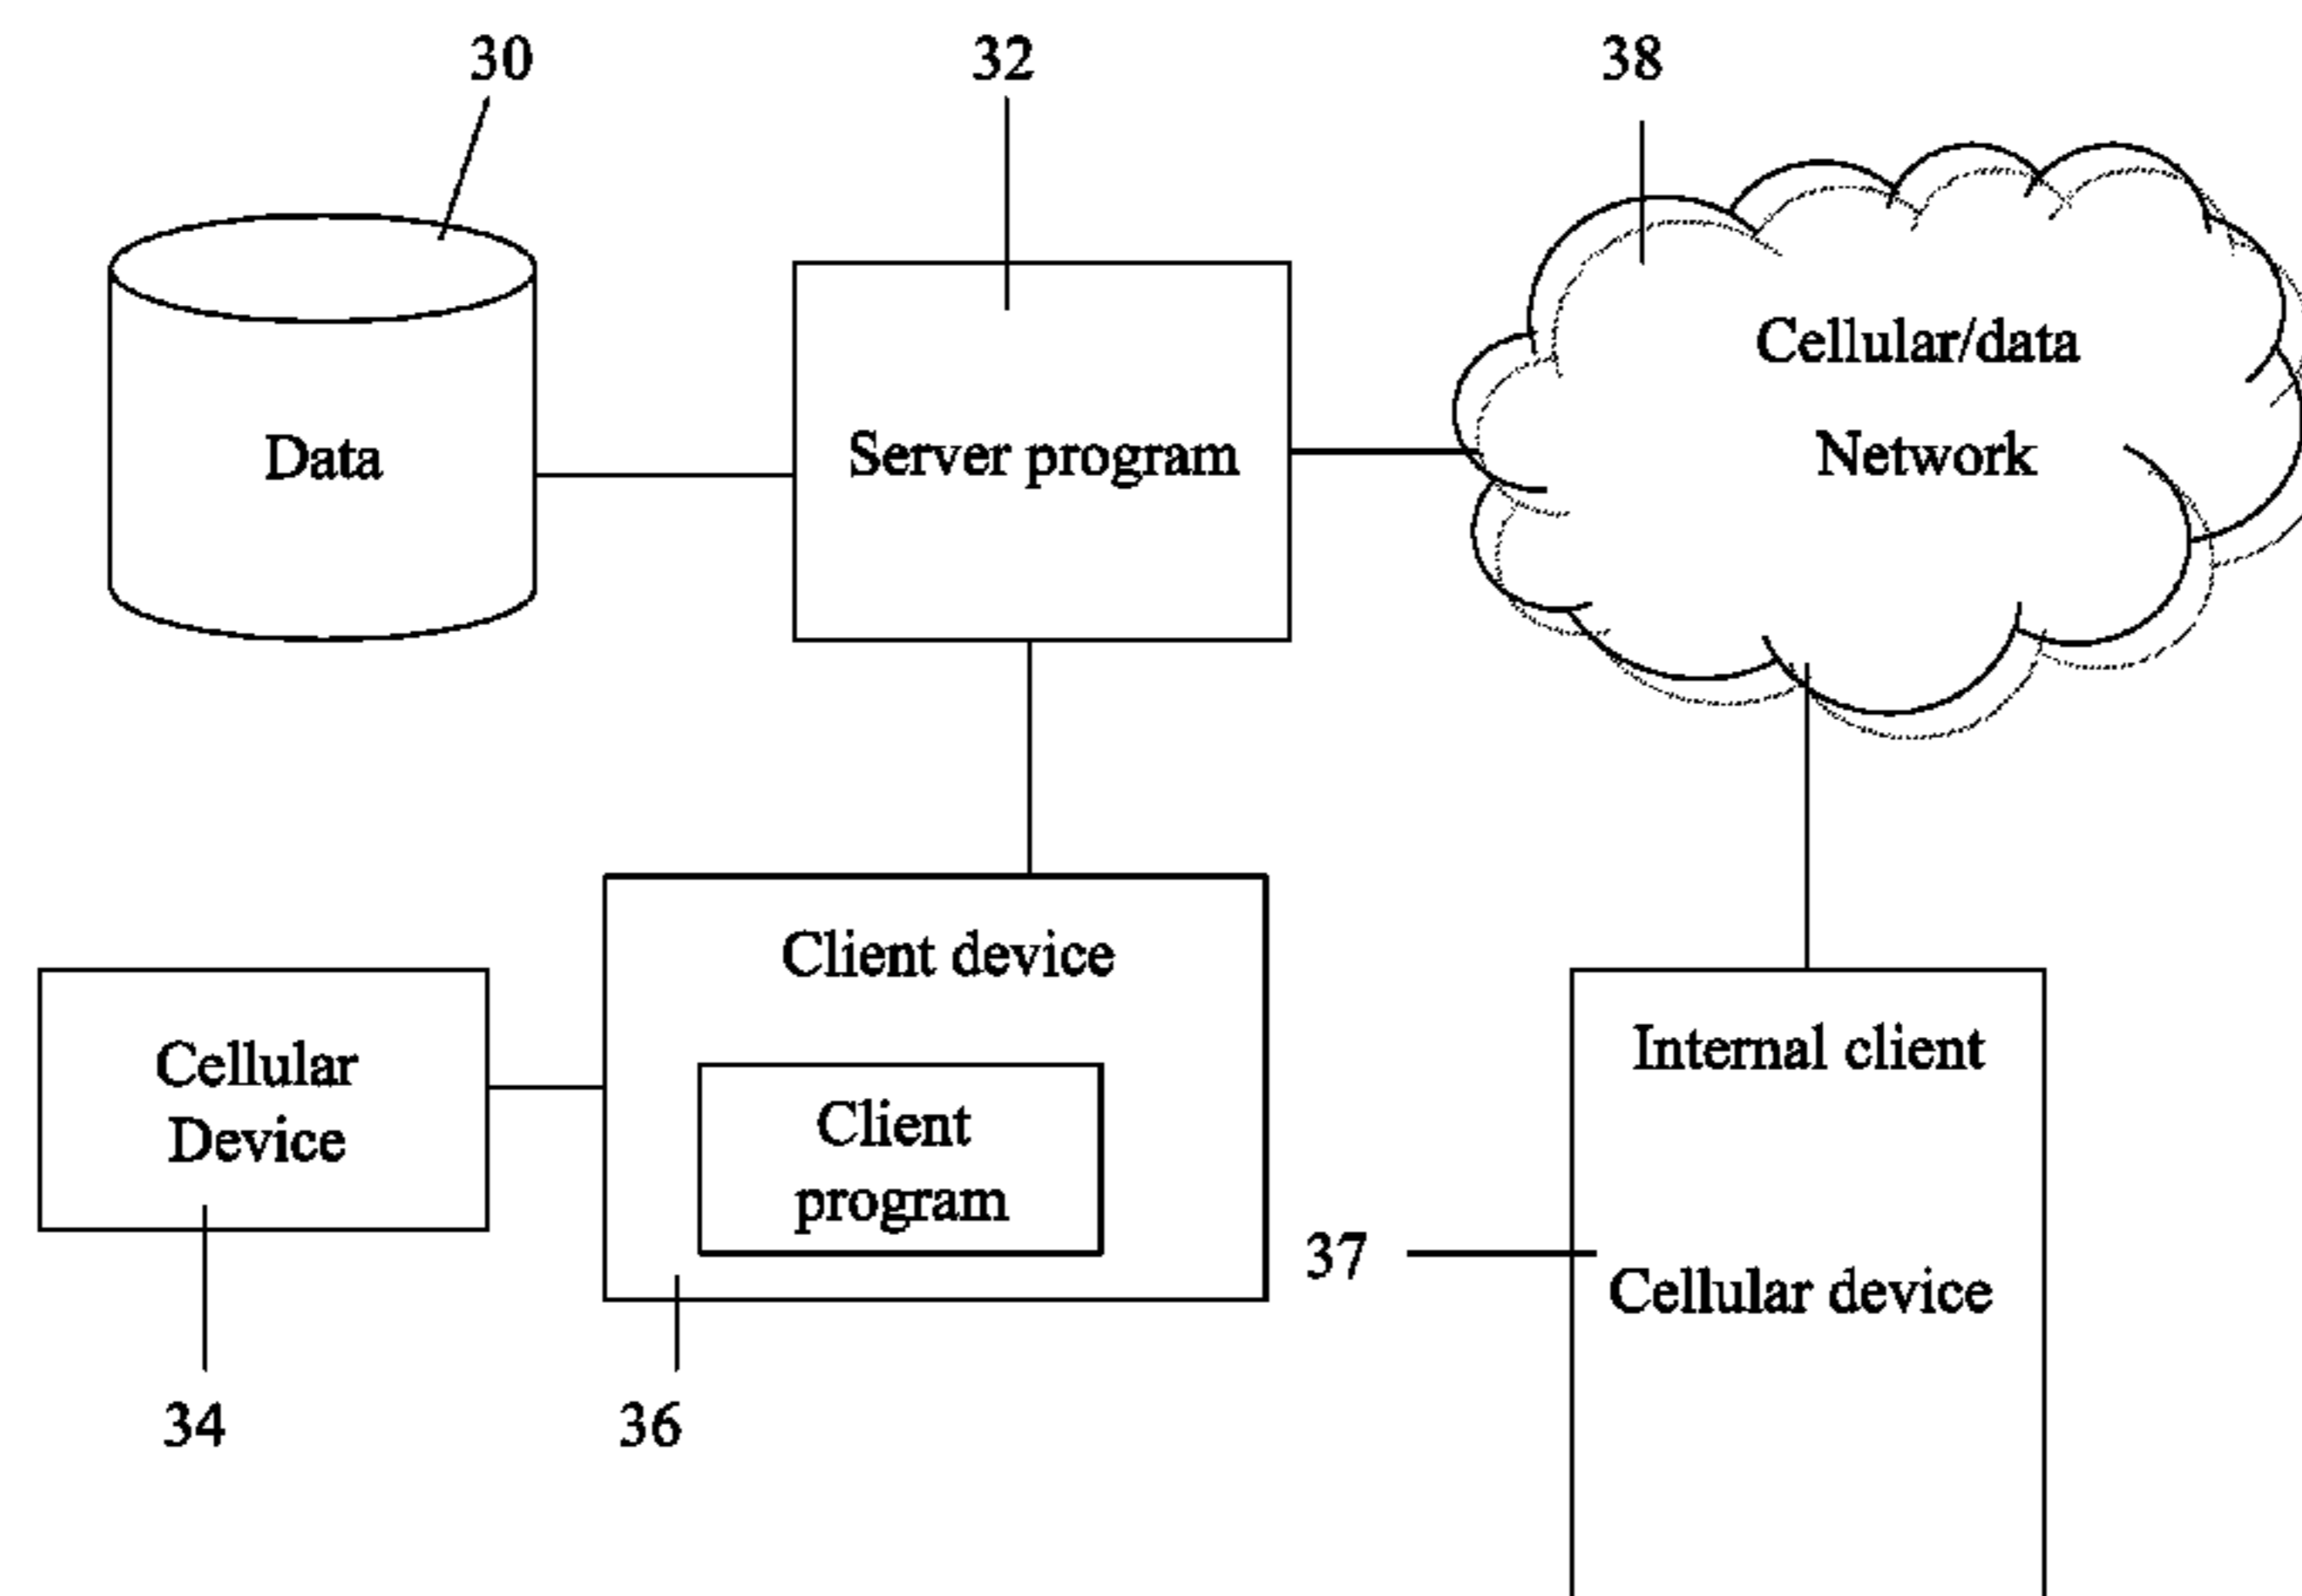 30
32
38
Data
Server program
Cellular/data
Network
Client device
Cellular
Device
Client
program
Internal client
37
Cellular device
34
36